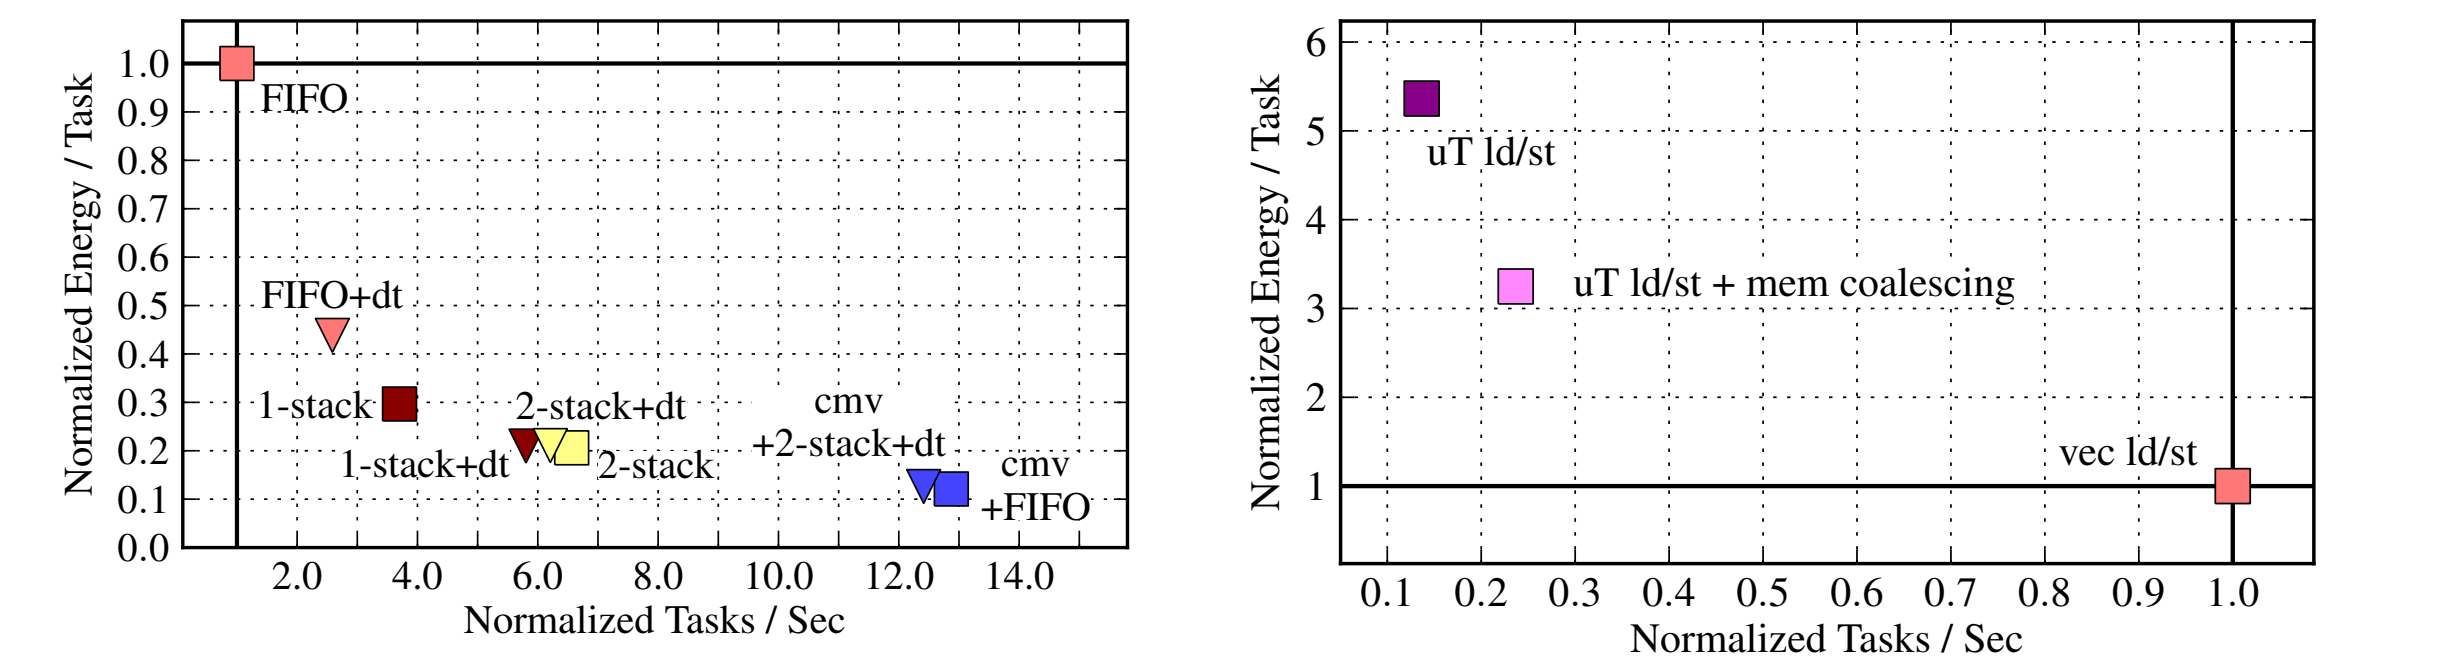 1.0
0.9
0.8
0.7
0.6
0.5
0.4
0.3
0.2
0.1
0.0
Normalized Energy / Task
FIFO
FIFO+dt
1-stack
2-stack+dt
1-stack+dt
2-stack
cmv
+2-stack+dt
cmv
+FIFO
2.0 4.0 6.0 8.0 10.0 12.0 14.0
Normalized Tasks / Sec
6
5
4
3
2
1
Normalized Energy / Task
uT ld/st
uT ld/st + mem coalescing
vec ld/st
0.1 0.2 0.3 0.4 0.5 0.6 0.7 0.8 0.9 1.0
Normalized Tasks / Sec